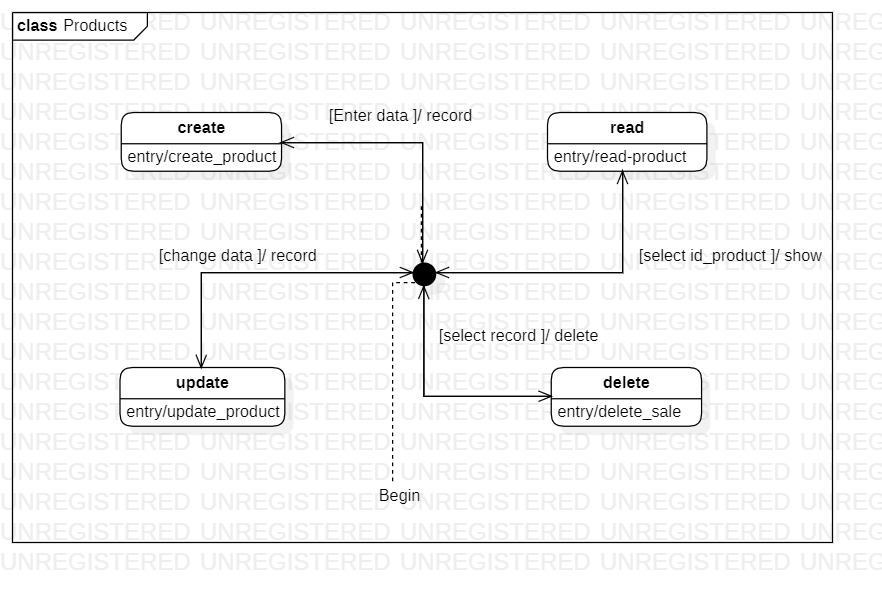 class Products
[Enter data ]/ record
create
entry/create_product
read
entry/read-product
[change data ]/ record
[select id_product ]/ show
[select record ]/ delete
update
entry/update_product
delete
entry/delete_sale
Begin
UNREGISTERED